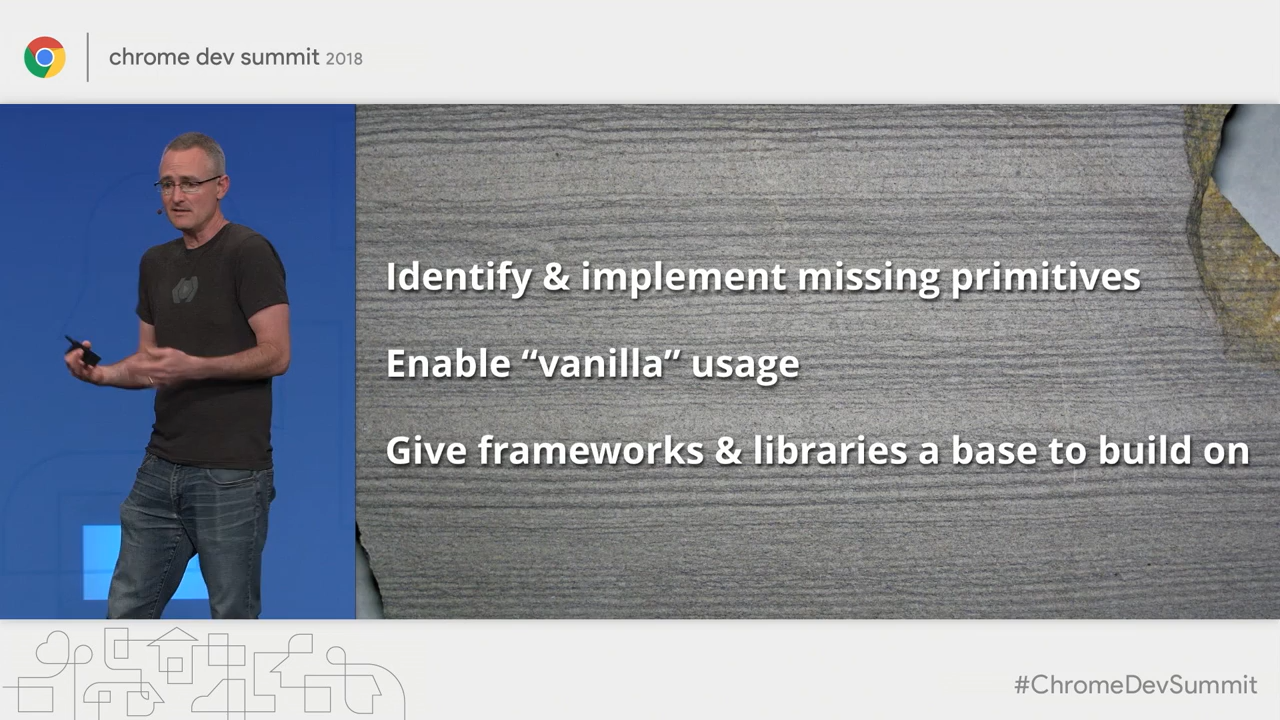 chrome dev summit 2018
Identify & implement missing primitives
Enable “vanilla” usage
Give frameworks & libraries a base to build on
#ChromeDevSummit